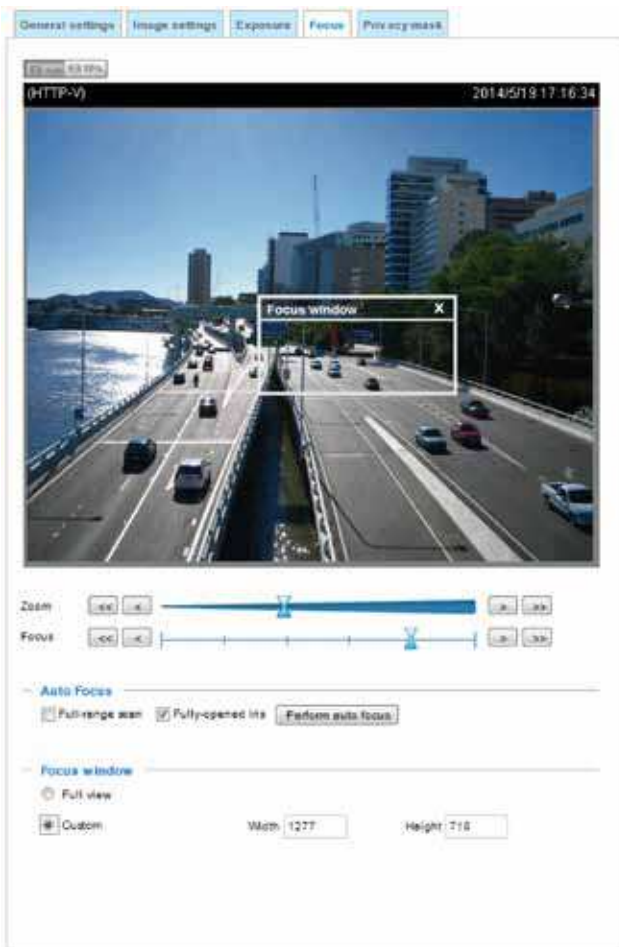 General settings Image settings Exposure Focus Privacy mask
(HTTP-V) 2014/5/19 17:16:34
Focus window X
Zoom << < > >>
Focus << < > >>
Auto Focus
Full-range scan Fully-opened iris Perform auto focus
Focus window
Full view
Custom Width 1277 Height 718